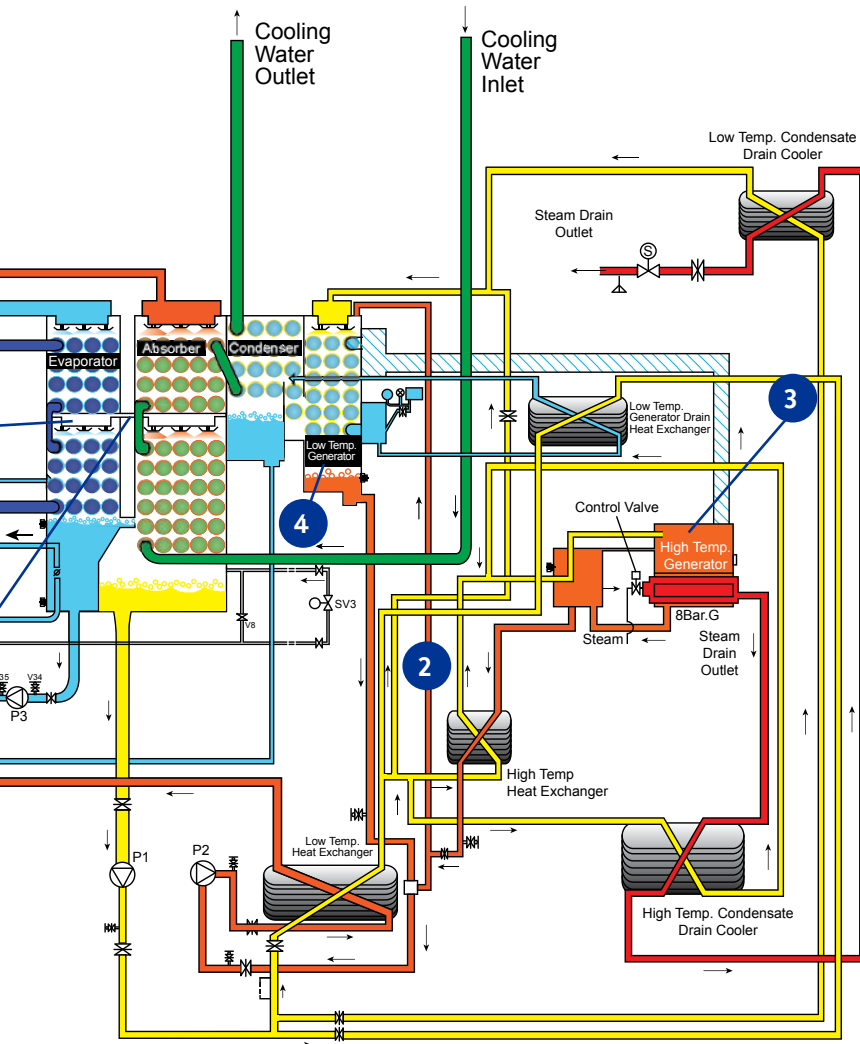 Cooling
Water
Outlet
Cooling
Water
Inlet
Low Temp. Condensate
Drain Cooler
Steam Drain
Outlet
S
Evaporator
Absorber
Condenser
Low Temp.
Generator
Low Temp.
Generator Drain
Heat Exchanger
3
4
Control Valve
High Temp.
Generator
8Bar.G
Steam
Steam
Drain
Outlet
SV3
V8
2
35
V34
P3
High Temp
Heat Exchanger
Low Temp.
Heat Exchanger
P1
P2
High Temp. Condensate
Drain Cooler